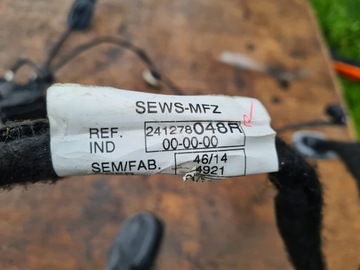 SEWS-MFZ
REF. 241278048R
IND 00-00-00
SEM/FAB. 46/14
4921